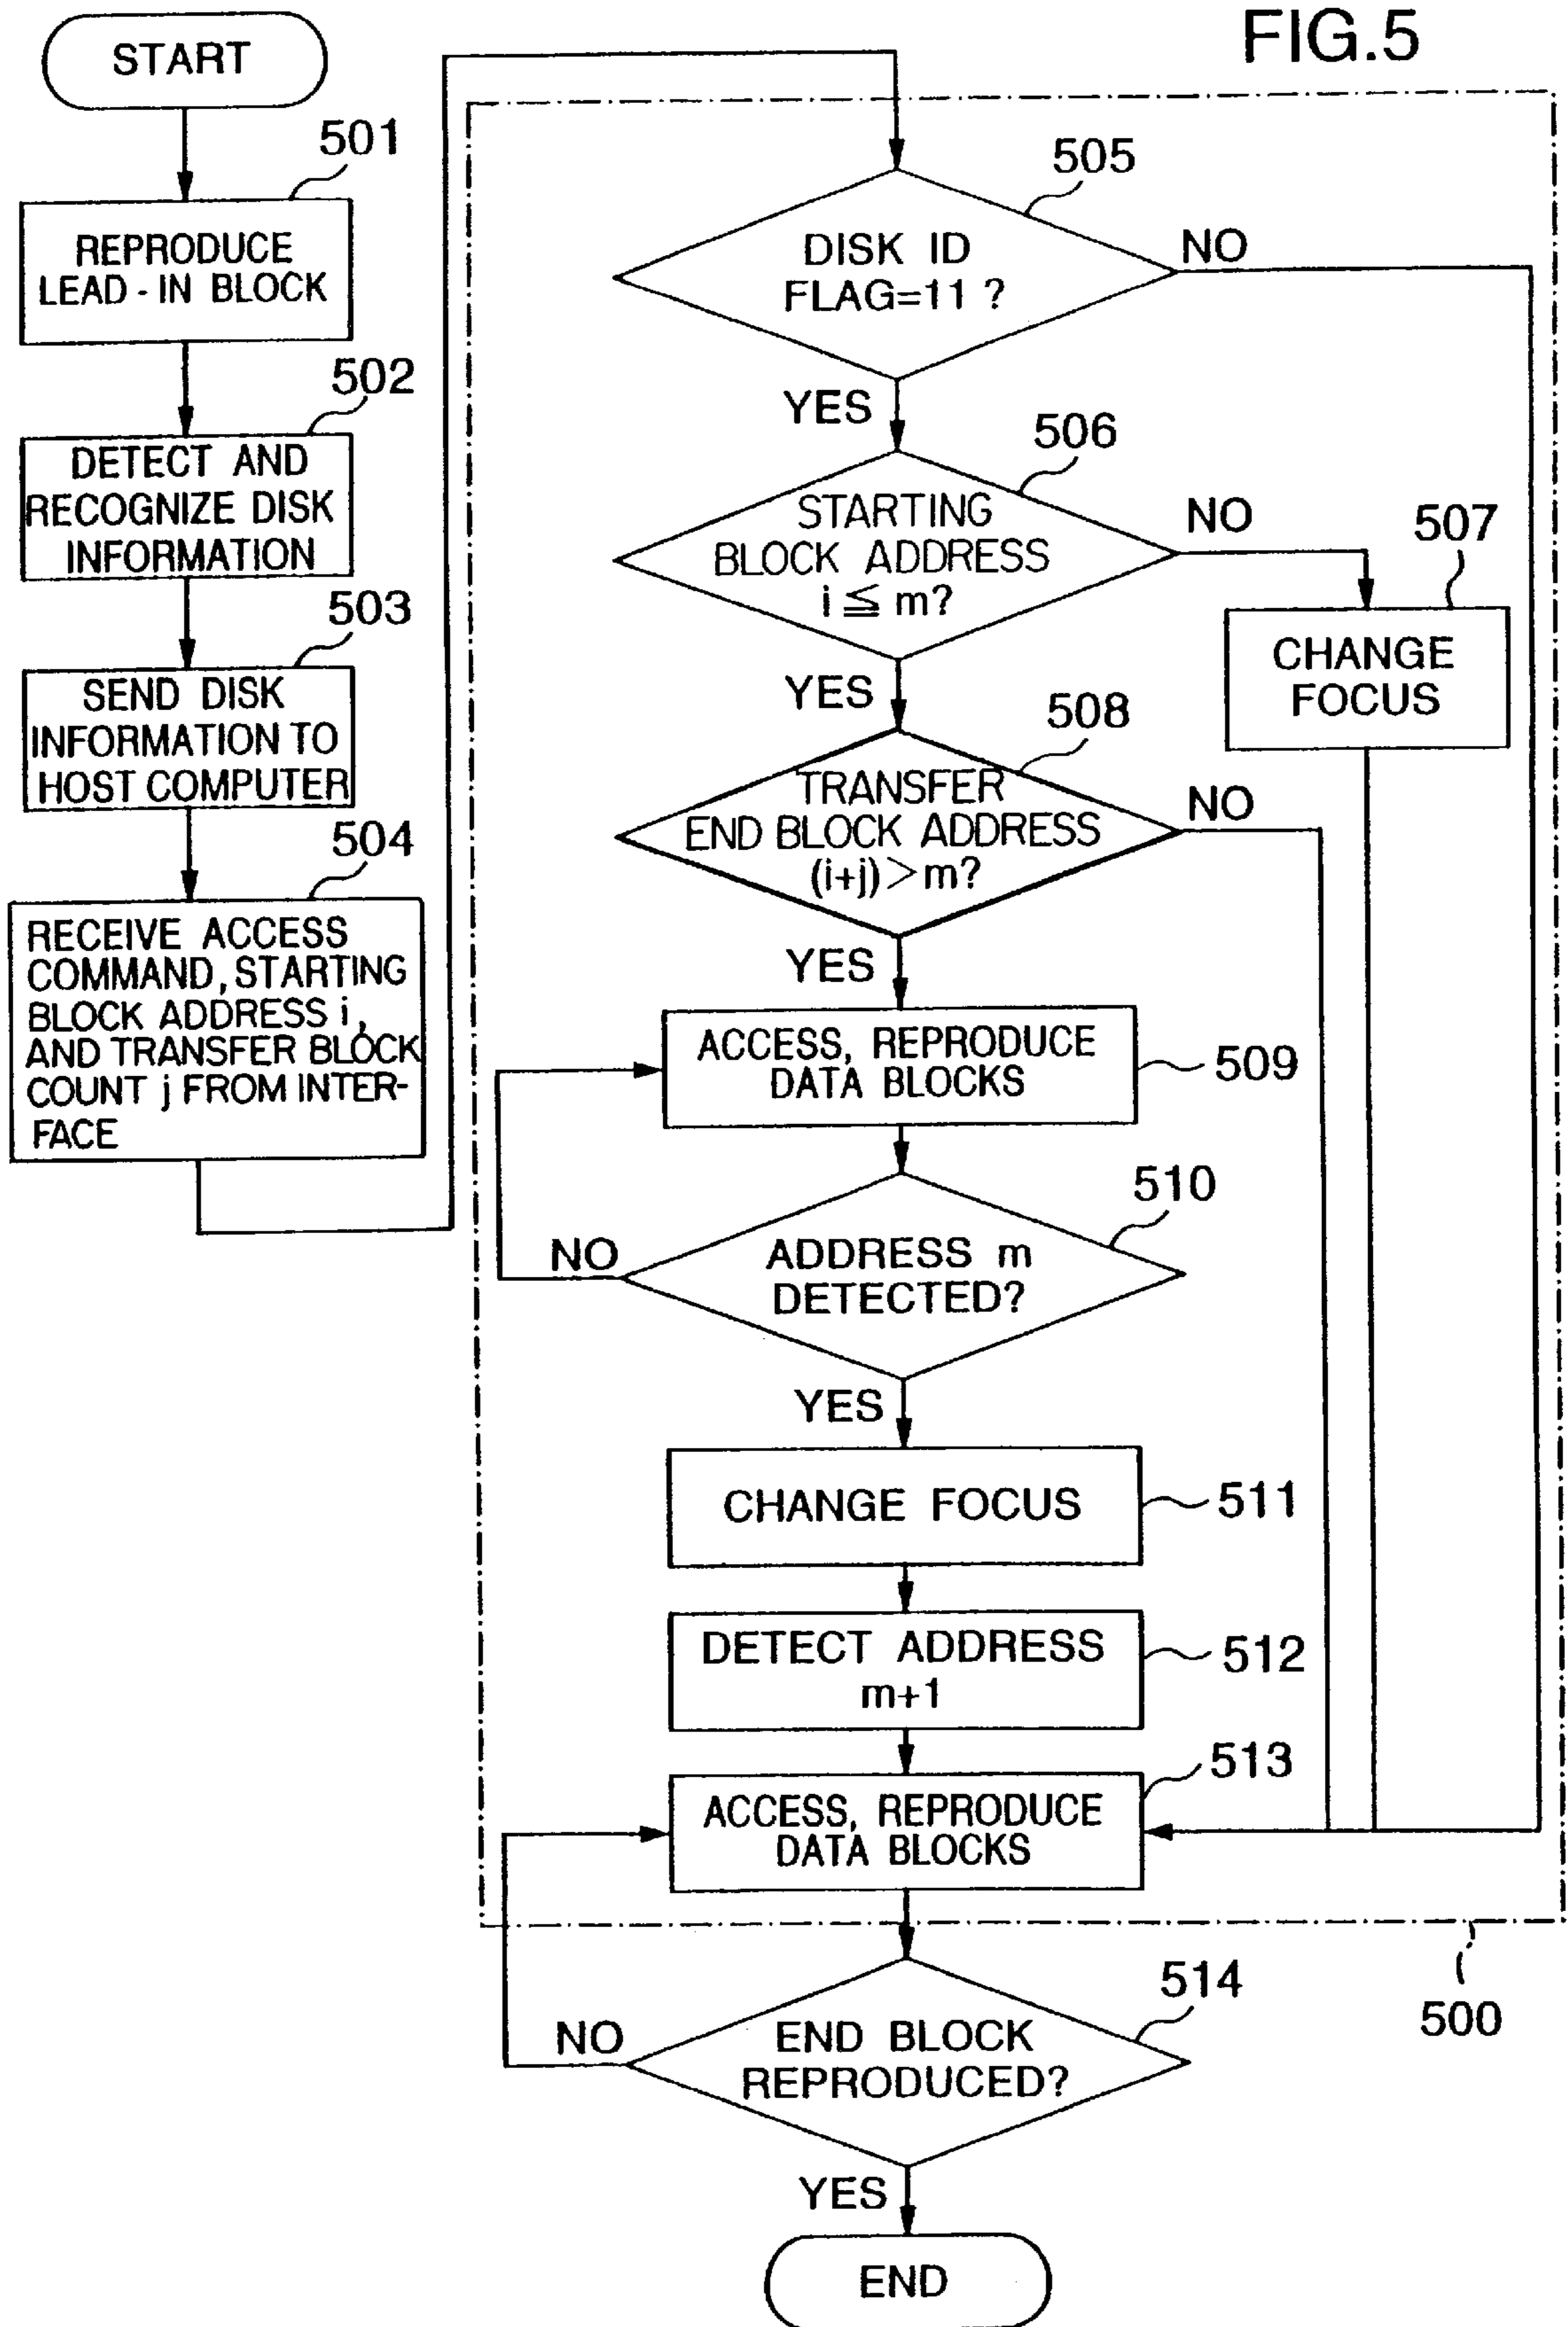 FIG.5
START
501
REPRODUCE
LEAD-IN BLOCK
502
DETECT AND
RECOGNIZE DISK
INFORMATION
503
SEND DISK
INFORMATION TO
HOST COMPUTER
504
RECEIVE ACCESS
COMMAND, STARTING
BLOCK ADDRESS i,
AND TRANSFER BLOCK
COUNT j FROM INTER-
FACE
505
DISK ID
FLAG=11 ?
NO
YES
506
STARTING
BLOCK ADDRESS
i ≦ m?
NO
507
CHANGE
FOCUS
YES
508
TRANSFER
END BLOCK ADDRESS
(i+j) > m?
NO
YES
ACCESS, REPRODUCE
DATA BLOCKS
509
510
ADDRESS m
DETECTED?
NO
YES
CHANGE FOCUS
511
DETECT ADDRESS
m+1
512
513
ACCESS, REPRODUCE
DATA BLOCKS
500
514
END BLOCK
REPRODUCED?
NO
YES
END